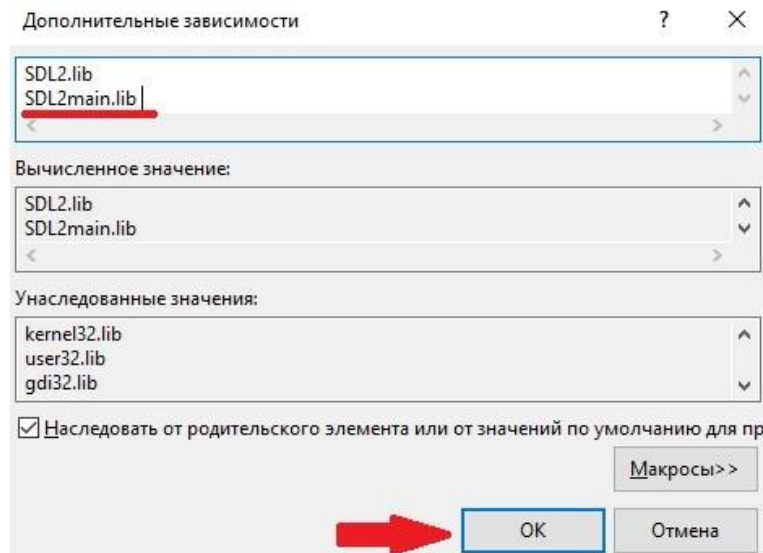 Дополнительные зависимости
SDL2.lib
SDL2main.lib
Вычисленное значение:
SDL2.lib
SDL2main.lib
Унаследованные значения:
kernel32.lib
user32.lib
gdi32.lib
Наследовать от родительского элемента или от значений по умолчанию для пр
Макросы>>
ОК Отмена